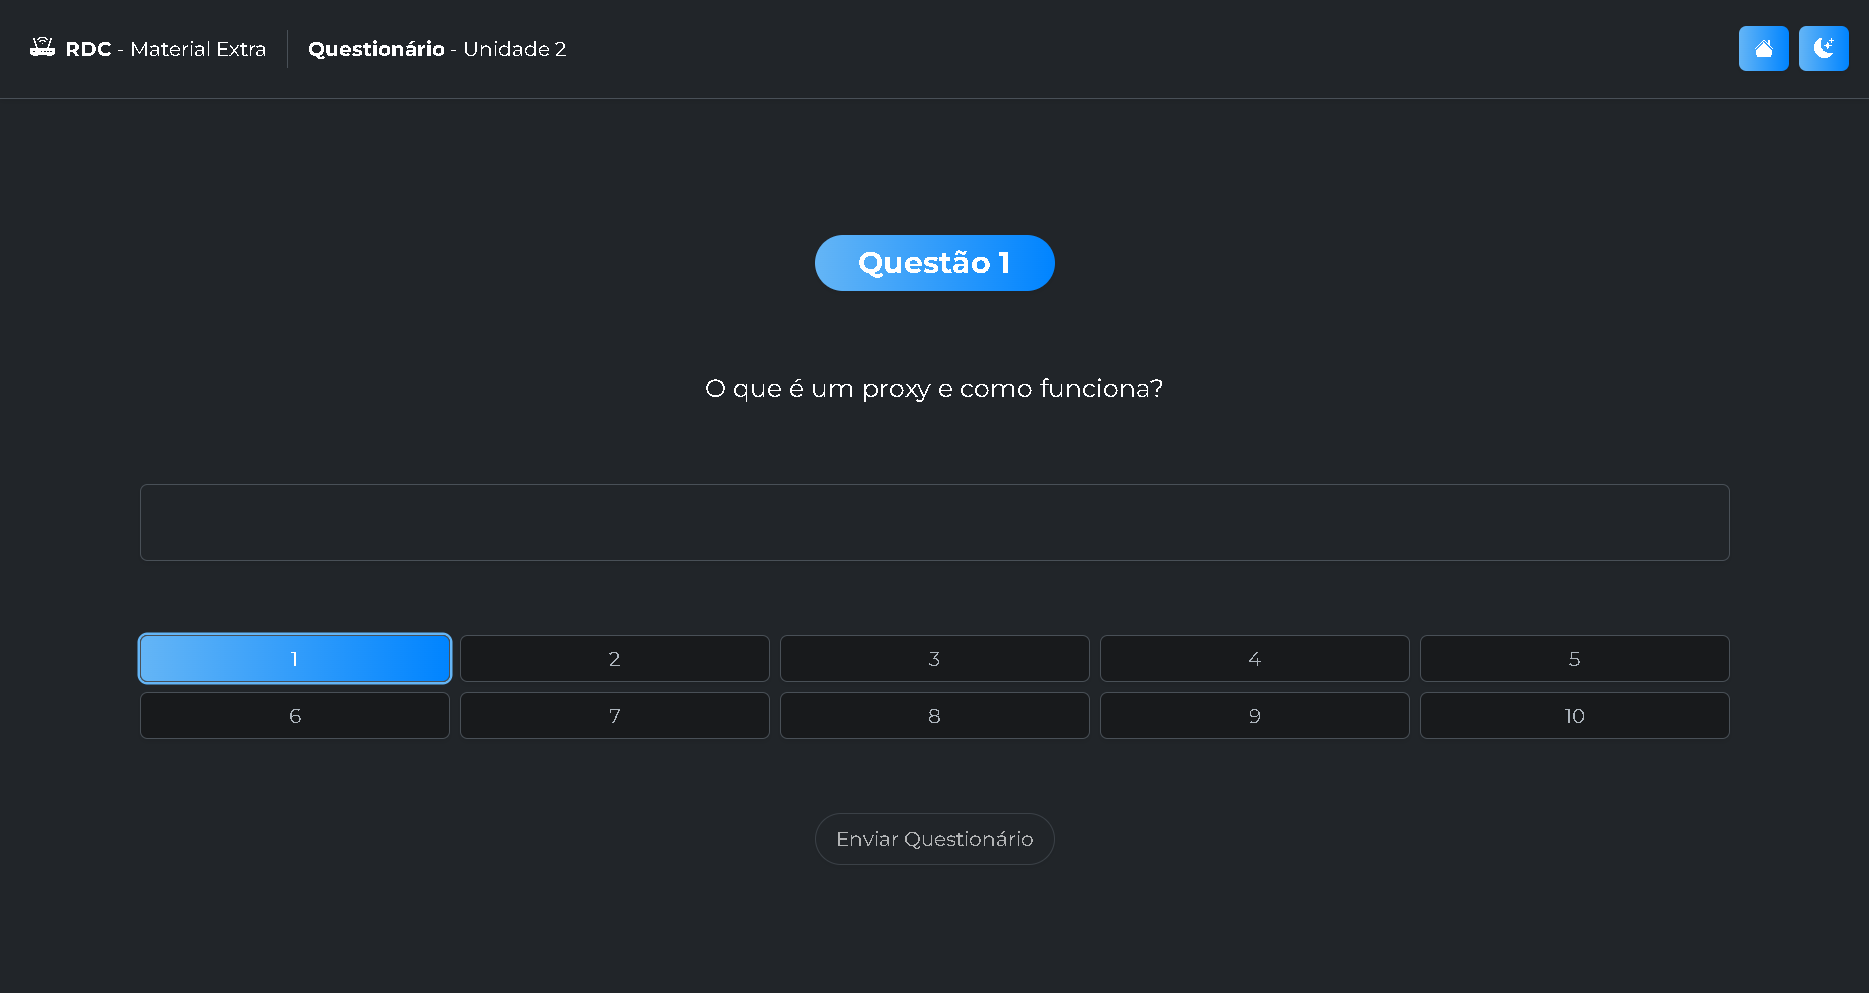 RDC - Material Extra
Questionário - Unidade 2
Questão 1
O que é um proxy e como funciona?
1
2
3
4
5
6
7
8
9
10
Enviar Questionário